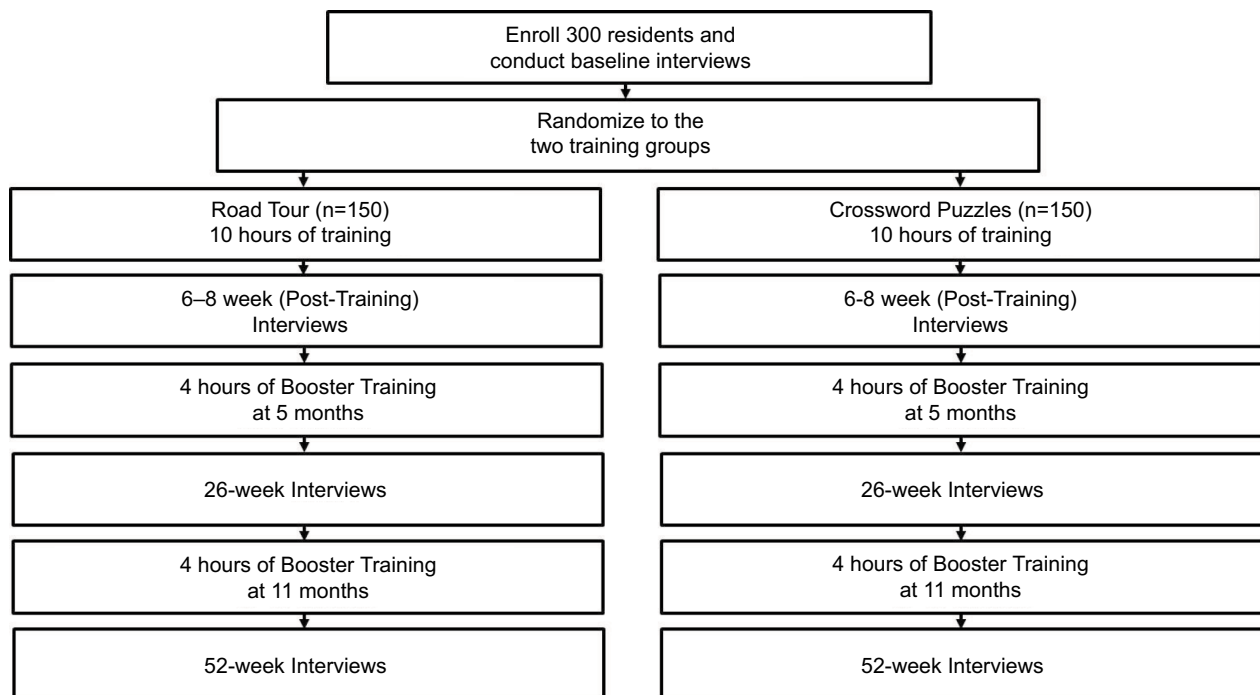 Enroll 300 residents and
conduct baseline interviews
Randomize to the
two training groups
Road Tour (n=150)
10 hours of training
Crossword Puzzles (n=150)
10 hours of training
6–8 week (Post-Training)
Interviews
6-8 week (Post-Training)
Interviews
4 hours of Booster Training
at 5 months
4 hours of Booster Training
at 5 months
26-week Interviews
26-week Interviews
4 hours of Booster Training
at 11 months
4 hours of Booster Training
at 11 months
52-week Interviews
52-week Interviews